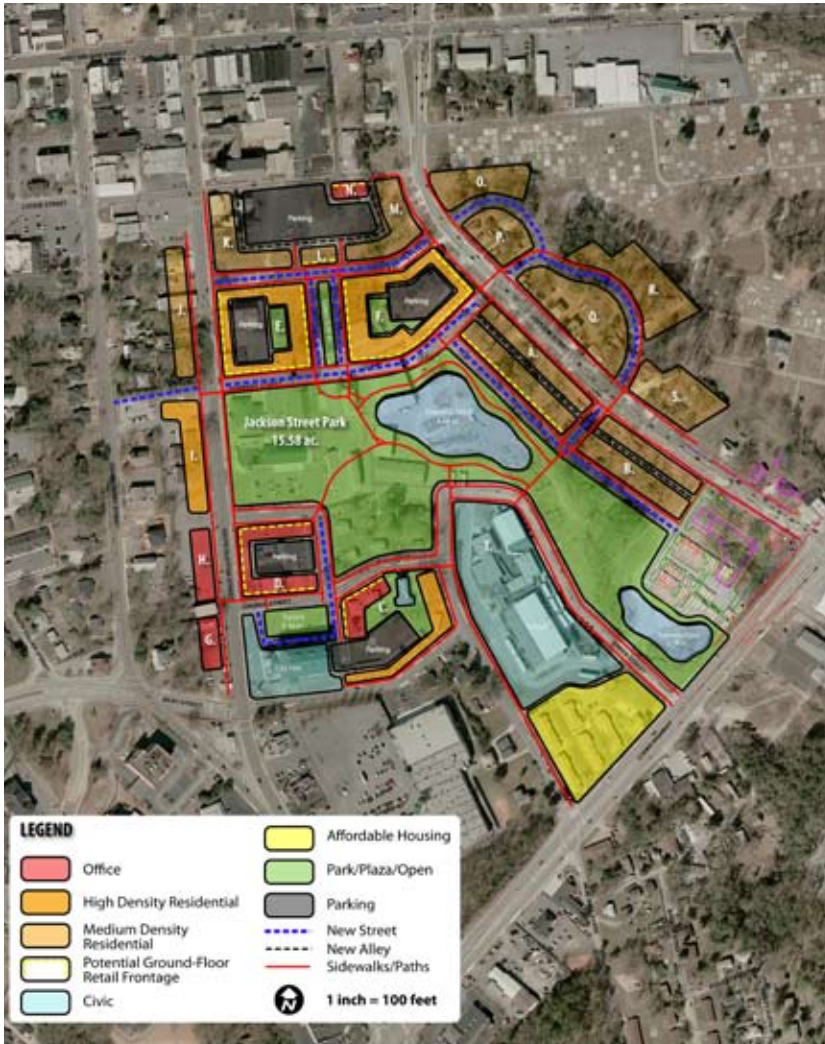 O.
N.
M.
Parking
K.
P.
L.
R.
J.
Parking
F.
Q.
Parking
E.
A.
S.
Jackson Street Park
15.58 ac.
I.
B.
T.
H.
Parking
D.
C.
G.
Parking
LEGEND
Office
High Density Residential
Medium Density
Residential
Potential Ground-Floor
Retail Frontage
Civic
Affordable Housing
Park/Plaza/Open
Parking
New Street
New Alley
Sidewalks/Paths
N
1 inch = 100 feet